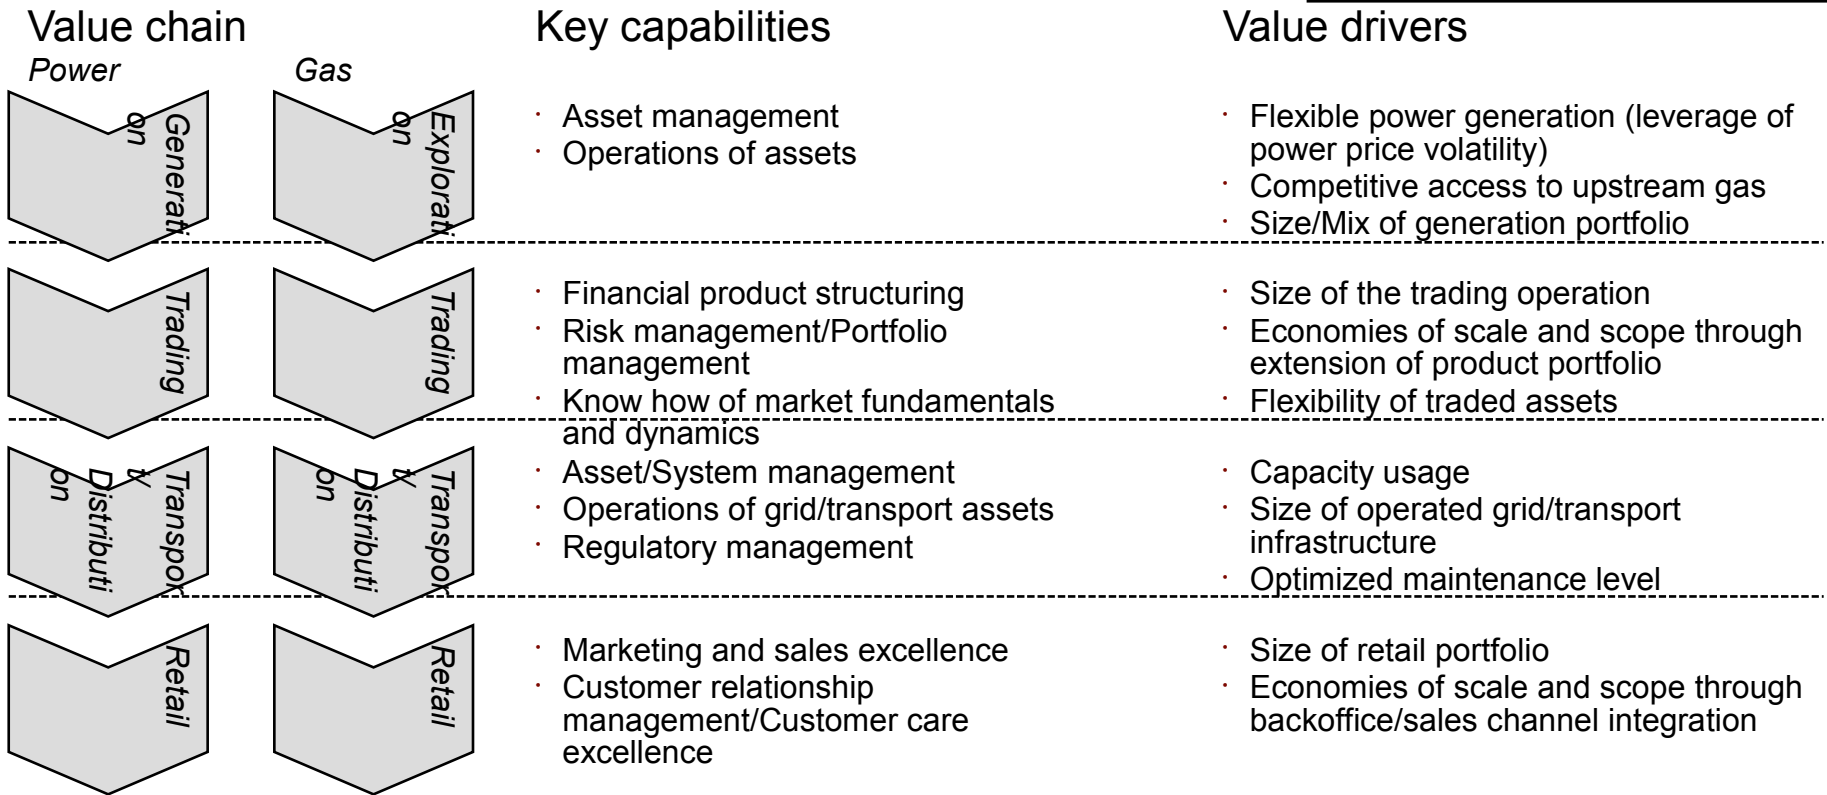 Value chain
Key capabilities
Value drivers
Power
Gas
Generati
on
Explorati
on
· Asset management
· Operations of assets
· Flexible power generation (leverage of
power price volatility)
· Competitive access to upstream gas
· Size/Mix of generation portfolio
Trading
Trading
· Financial product structuring
· Risk management/Portfolio
management
· Know how of market fundamentals
and dynamics
· Size of the trading operation
· Economies of scale and scope through
extension of product portfolio
· Flexibility of traded assets
Transpor
t/
Distributi
on
Transpor
t/
Distributi
on
· Asset/System management
· Operations of grid/transport assets
· Regulatory management
· Capacity usage
· Size of operated grid/transport
infrastructure
· Optimized maintenance level
Retail
Retail
· Marketing and sales excellence
· Customer relationship
management/Customer care
excellence
· Size of retail portfolio
· Economies of scale and scope through
backoffice/sales channel integration